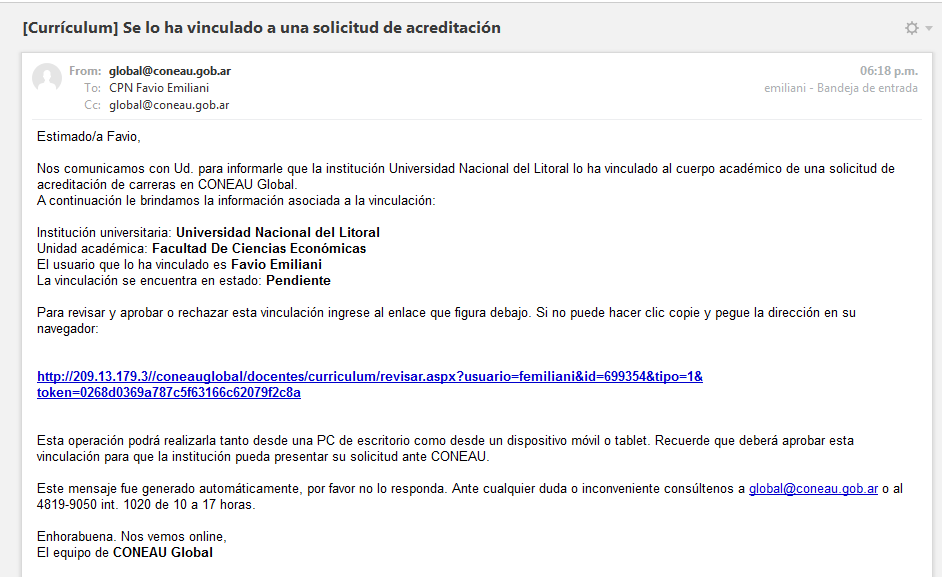 [Currículum] Se lo ha vinculado a una solicitud de acreditación
From: global@coneau.gob.ar
06:18 p.m.
To: CPN Favio Emiliani
emiliani - Bandeja de entrada
Cc: global@coneau.gob.ar
Estimado/a Favio,
Nos comunicamos con Ud. para informarle que la institución Universidad Nacional del Litoral lo ha vinculado al cuerpo académico de una solicitud de
acreditación de carreras en CONEAU Global.
A continuación le brindamos la información asociada a la vinculación:
Institución universitaria: Universidad Nacional del Litoral
Unidad académica: Facultad De Ciencias Económicas
El usuario que lo ha vinculado es Favio Emiliani
La vinculación se encuentra en estado: Pendiente
Para revisar y aprobar o rechazar esta vinculación ingrese al enlace que figura debajo. Si no puede hacer clic copie y pegue la dirección en su
navegador:
http://209.13.179.3//coneauglobal/docentes/curriculum/revisar.aspx?usuario=femiliani&id=699354&tipo=1&
token=0268d0369a787c5f63166c62079f2c8a
Esta operación podrá realizarla tanto desde una PC de escritorio como desde un dispositivo móvil o tablet. Recuerde que deberá aprobar esta
vinculación para que la institución pueda presentar su solicitud ante CONEAU.
Este mensaje fue generado automáticamente, por favor no lo responda. Ante cualquier duda o inconveniente consúltenos a global@coneau.gob.ar o al
4819-9050 int. 1020 de 10 a 17 horas.
Enhorabuena. Nos vemos online,
El equipo de CONEAU Global